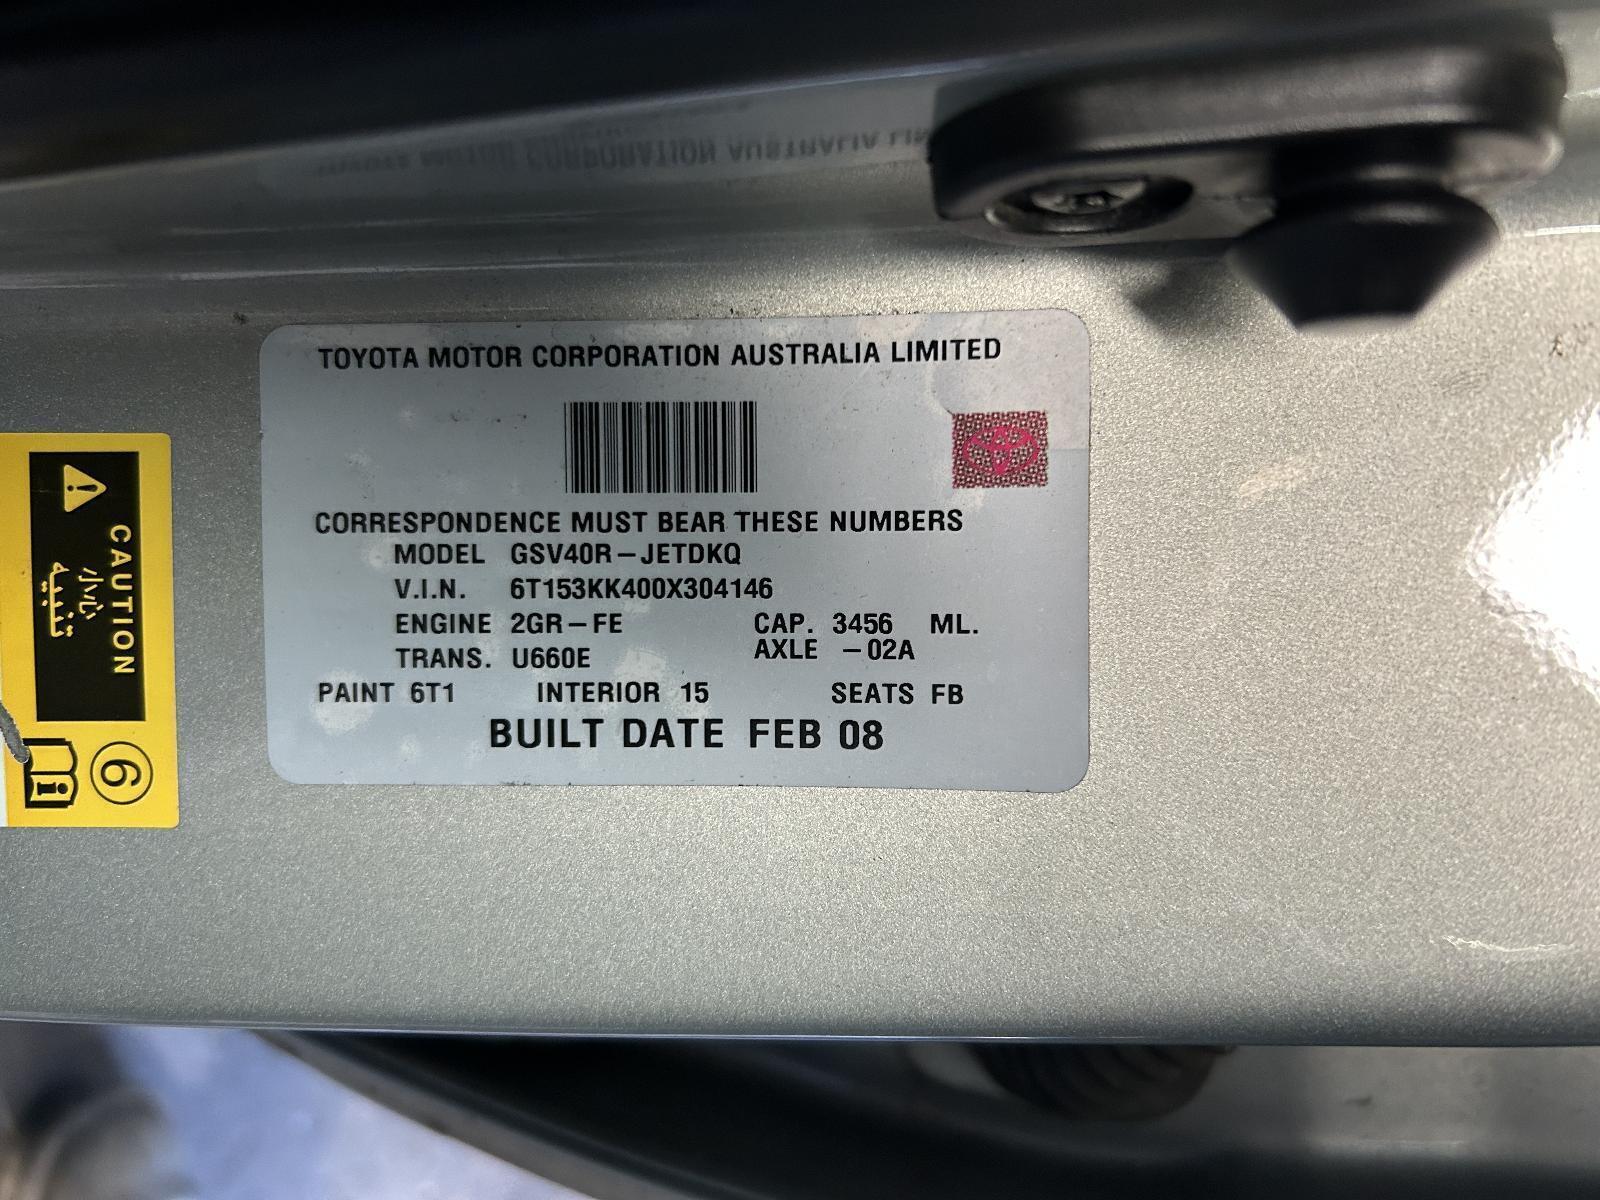 TOYOTA MOTOR CORPORATION AUSTRALIA LIMITED
CORRESPONDENCE MUST BEAR THESE NUMBERS
MODEL GSV40R-JETDKQ
V.I.N. 6T153KK400X304146
ENGINE 2GR-FE CAP. 3456 ML.
TRANS. U660E AXLE -02A
PAINT 6T1 INTERIOR 15 SEATS FB
BUILT DATE FEB 08
CAUTION
تنبيه
6